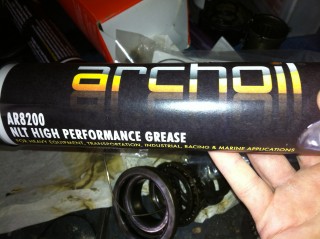 archoil
AR8200
NLT HIGH PERFORMANCE GREASE
FOR HEAVY EQUIPMENT, TRANSPORTATION, INDUSTRIAL, RACING & MARINE APPLICATIONS